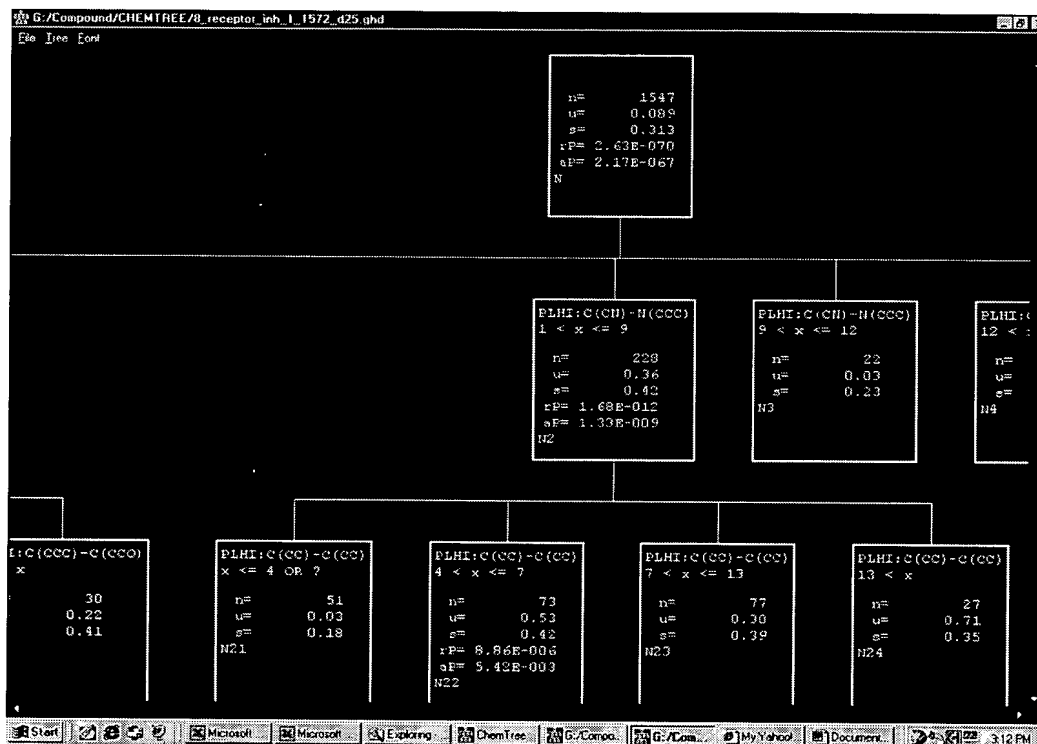 G:/Compound/CHEMTREE/8_receptor_inh_1_1572_d25.ghd
File Tree Font
n= 1547
u= 0.089
s= 0.313
rP= 2.63E-070
aP= 2.17E-067
N
PLHI:C(CN)-N(CCC)
1 < x <= 9
n= 228
u= 0.36
s= 0.42
rP= 1.68E-012
aP= 1.33E-009
N2
PLHI:C(CN)-N(CCC)
9 < x <= 12
n= 22
u= 0.03
s= 0.23
N3
PLHI:C
12 <
n=
u=
s=
N4
I:C(CCC)-C(CCO)
x
30
0.22
0.41
PLHI:C(CC)-C(CC)
x <= 4 OR ?
n= 51
u= 0.03
s= 0.18
N21
PLHI:C(CC)-C(CC)
4 < x <= 7
n= 73
u= 0.53
s= 0.42
rP= 8.86E-006
aP= 5.42E-003
N22
PLHI:C(CC)-C(CC)
7 < x <= 13
n= 77
u= 0.30
s= 0.39
N23
PLHI:C(CC)-C(CC)
13 < x
n= 27
u= 0.71
s= 0.35
N24
Start Microsoft Microsoft Exploring ChemTree G:/Compo... G:/Com... My Yahoo! Document... 3:12 PM